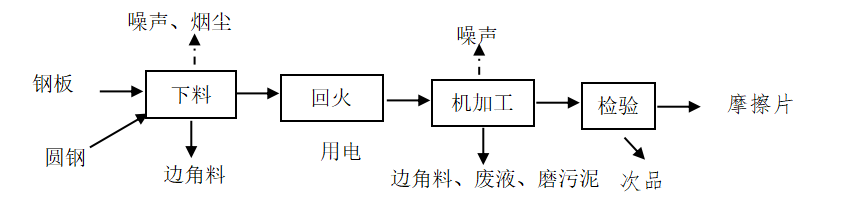 噪声、烟尘
噪声
钢板
下料
回火
机加工
检验
摩擦片
圆钢
用电
边角料
边角料、废液、磨污泥
次品